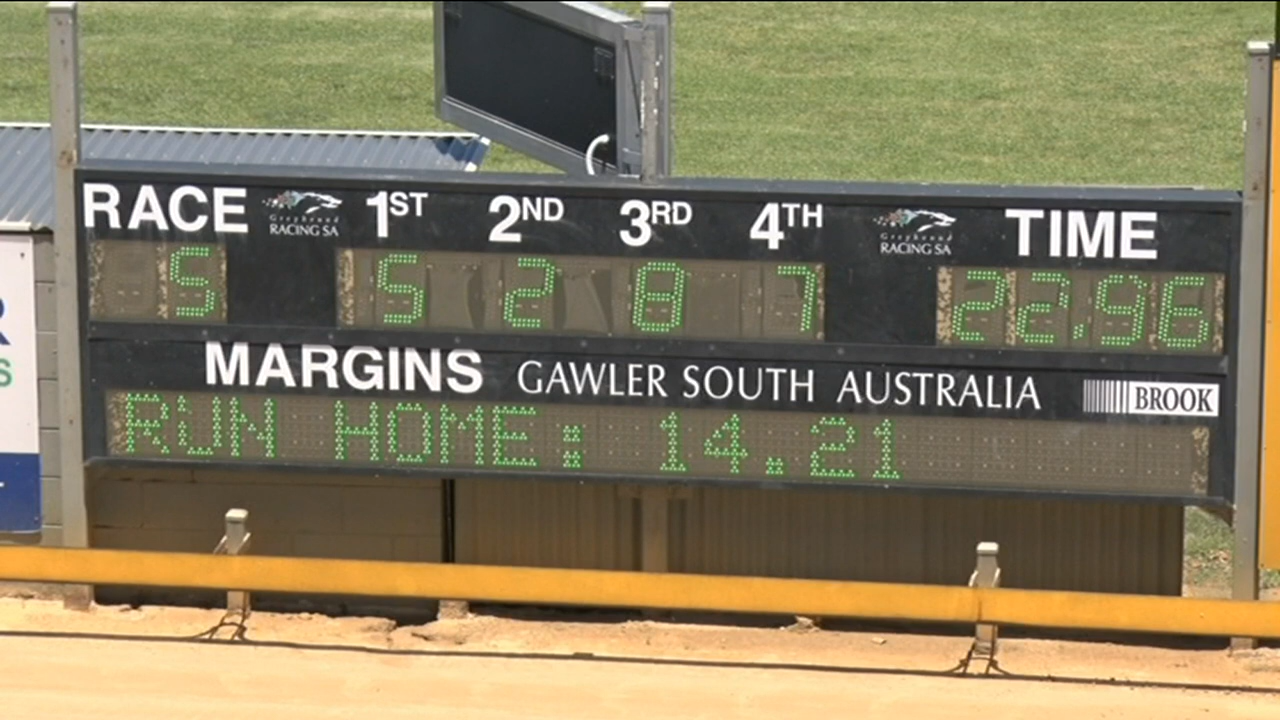 RACE Greyhound RACING SA 1ST 2ND 3RD 4TH Greyhound RACING SA TIME
5 5 2 8 7 22.96
MARGINS GAWLER SOUTH AUSTRALIA BROOK
RUN HOME: 14.21
S